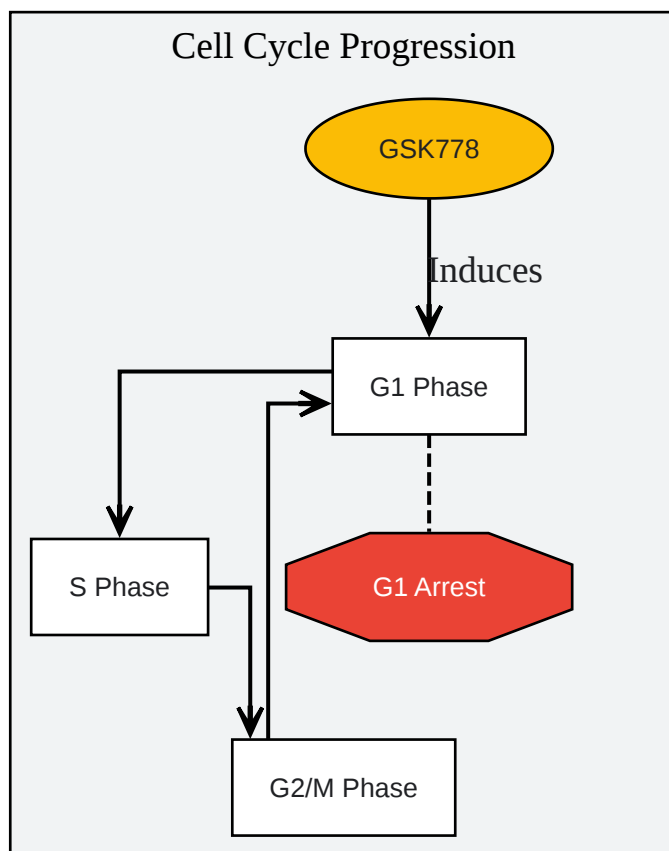 Cell Cycle Progression
GSK778
Induces
G1 Phase
S Phase
G1 Arrest
G2/M Phase